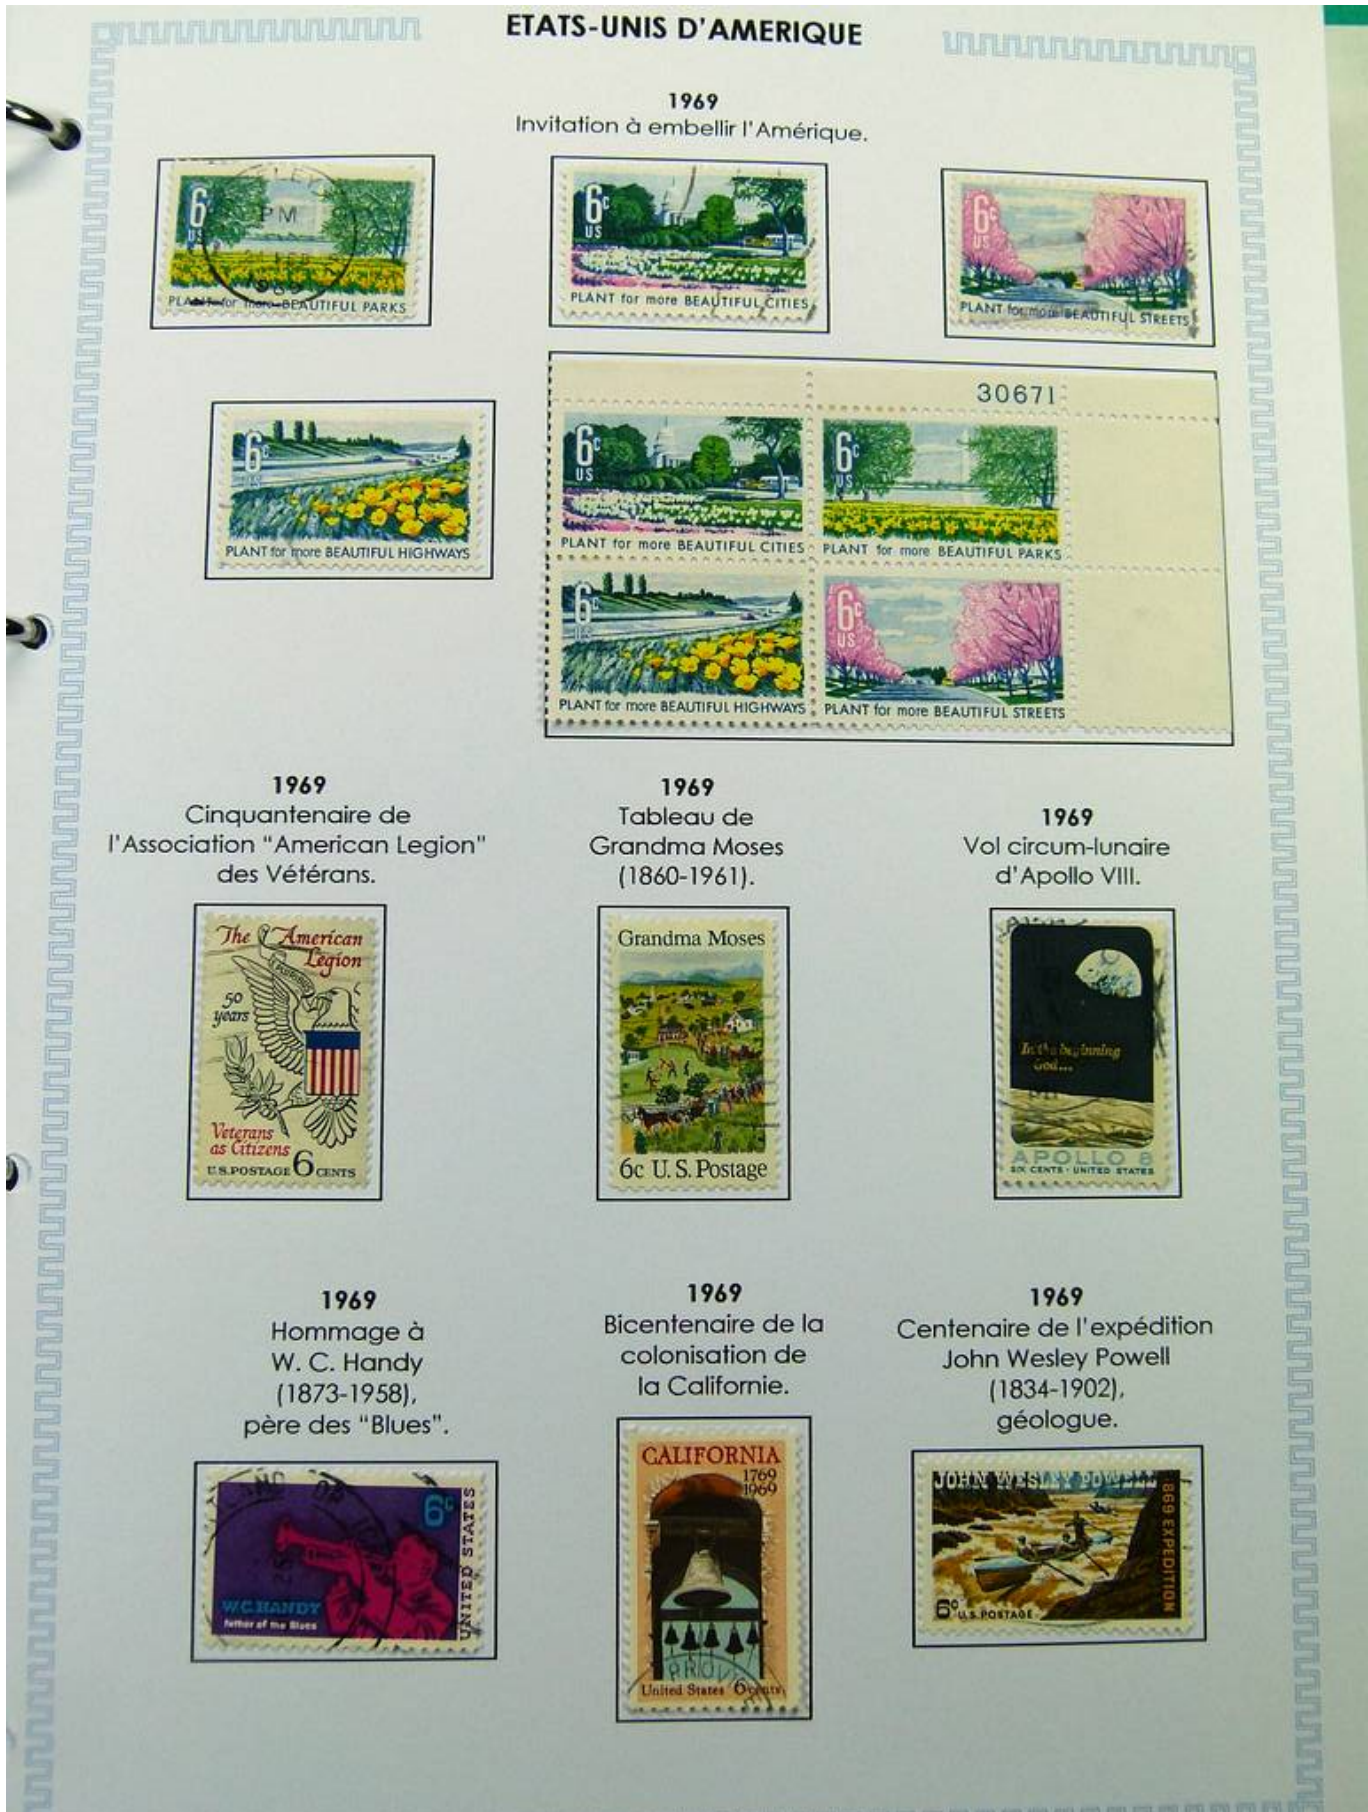 ETATS-UNIS D'AMERIQUE
1969
Invitation à embellir l'Amérique.
6c
US
PM
PLANT for more BEAUTIFUL PARKS
6c
US
PLANT for more BEAUTIFUL CITIES
6c
US
PLANT for more BEAUTIFUL STREETS
6c
US
PLANT for more BEAUTIFUL HIGHWAYS
30671
6c
US
PLANT for more BEAUTIFUL CITIES
6c
US
PLANT for more BEAUTIFUL PARKS
6c
US
PLANT for more BEAUTIFUL HIGHWAYS
6c
US
PLANT for more BEAUTIFUL STREETS
1969
Cinquantenaire de
l'Association "American Legion"
des Vétérans.
The American
Legion
50
years
Veterans
as Citizens
U.S.POSTAGE 6 CENTS
1969
Tableau de
Grandma Moses
(1860-1961).
Grandma Moses
6c U.S. Postage
1969
Vol circum-lunaire
d'Apollo VIII.
In the beginning
God...
APOLLO 8
SIX CENTS · UNITED STATES
1969
Hommage à
W. C. Handy
(1873-1958),
père des "Blues".
6c
UNITED STATES
W.C.HANDY
Father of the Blues
1969
Bicentenaire de la
colonisation de
la Californie.
CALIFORNIA
1769
1969
PROVI
United States 6 cents
1969
Centenaire de l'expédition
John Wesley Powell
(1834-1902),
géologue.
JOHN WESLEY POWELL
1869 EXPEDITION
6c U.S. POSTAGE